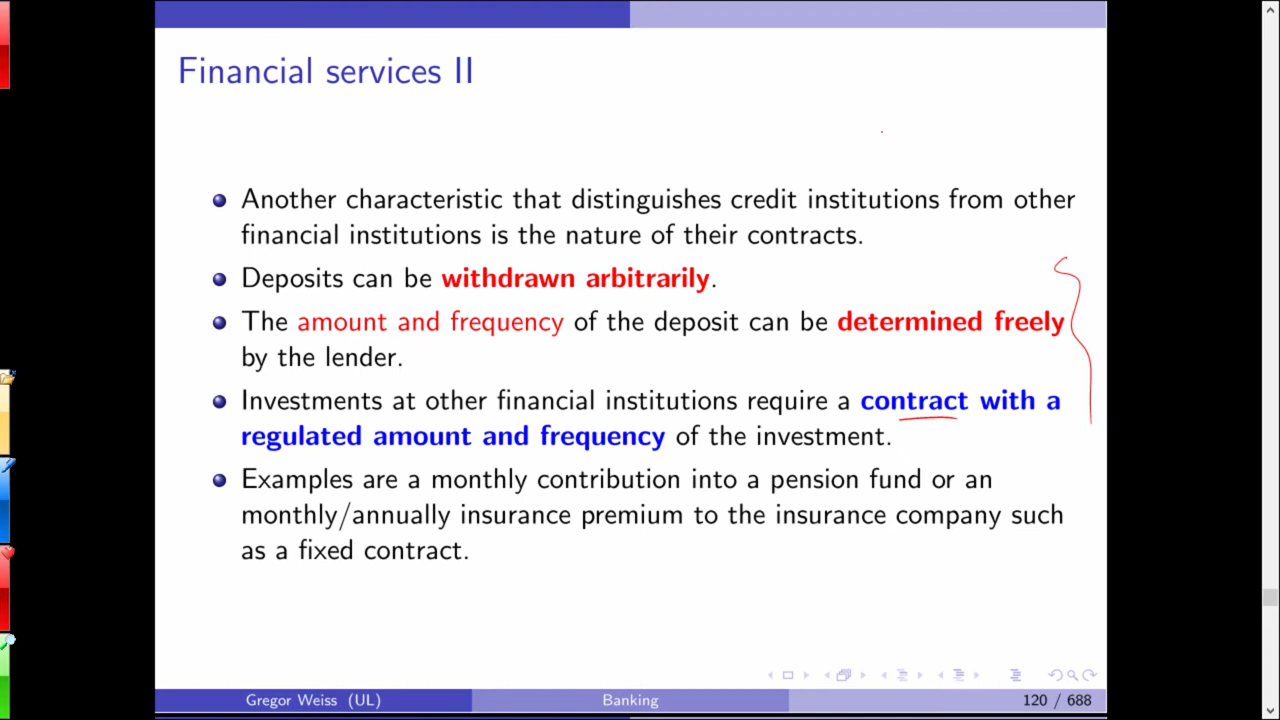 Financial services II
Another characteristic that distinguishes credit institutions from other
financial institutions is the nature of their contracts.
Deposits can be withdrawn arbitrarily.
The amount and frequency of the deposit can be determined freely
by the lender.
Investments at other financial institutions require a contract with a
regulated amount and frequency of the investment.
Examples are a monthly contribution into a pension fund or an
monthly/annually insurance premium to the insurance company such
as a fixed contract.
Gregor Weiss (UL) Banking 120 / 688